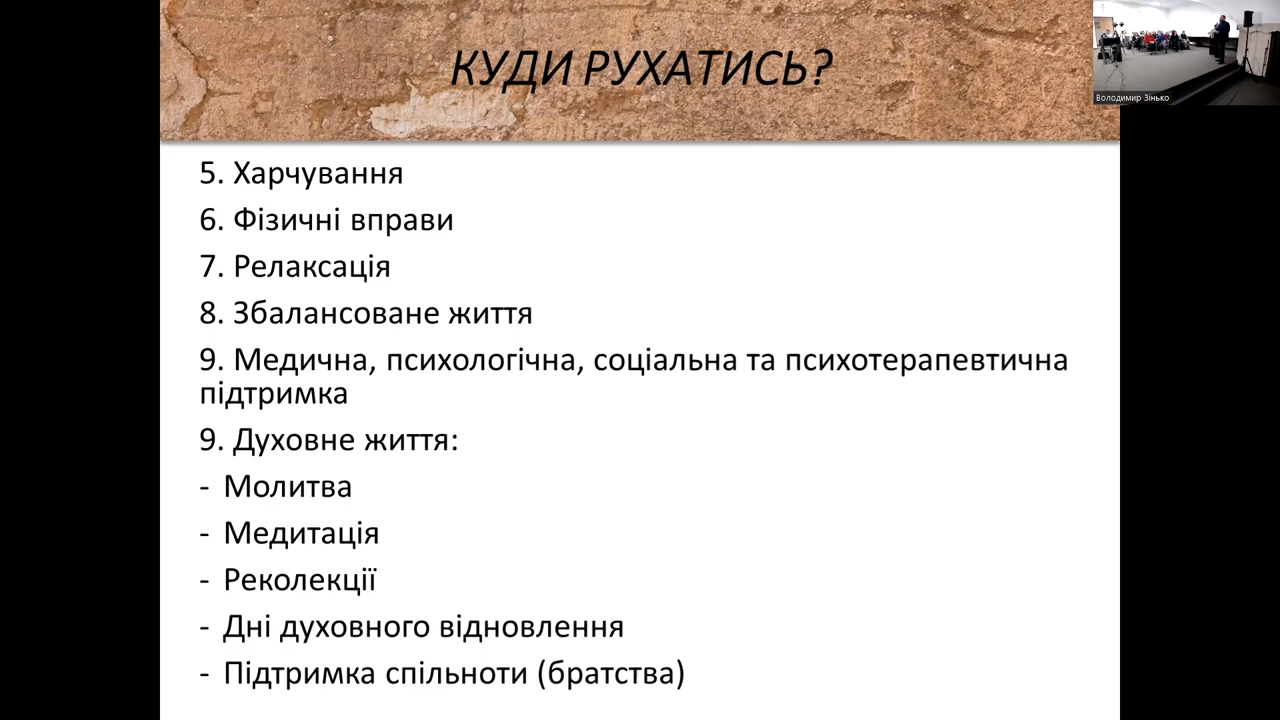 КУДИ РУХАТИСЬ?
Володимир Зінько
5. Харчування
6. Фізичні вправи
7. Релаксація
8. Збалансоване життя
9. Медична, психологічна, соціальна та психотерапевтична
підтримка
9. Духовне життя:
- Молитва
- Медитація
- Реколекції
- Дні духовного відновлення
- Підтримка спільноти (братства)